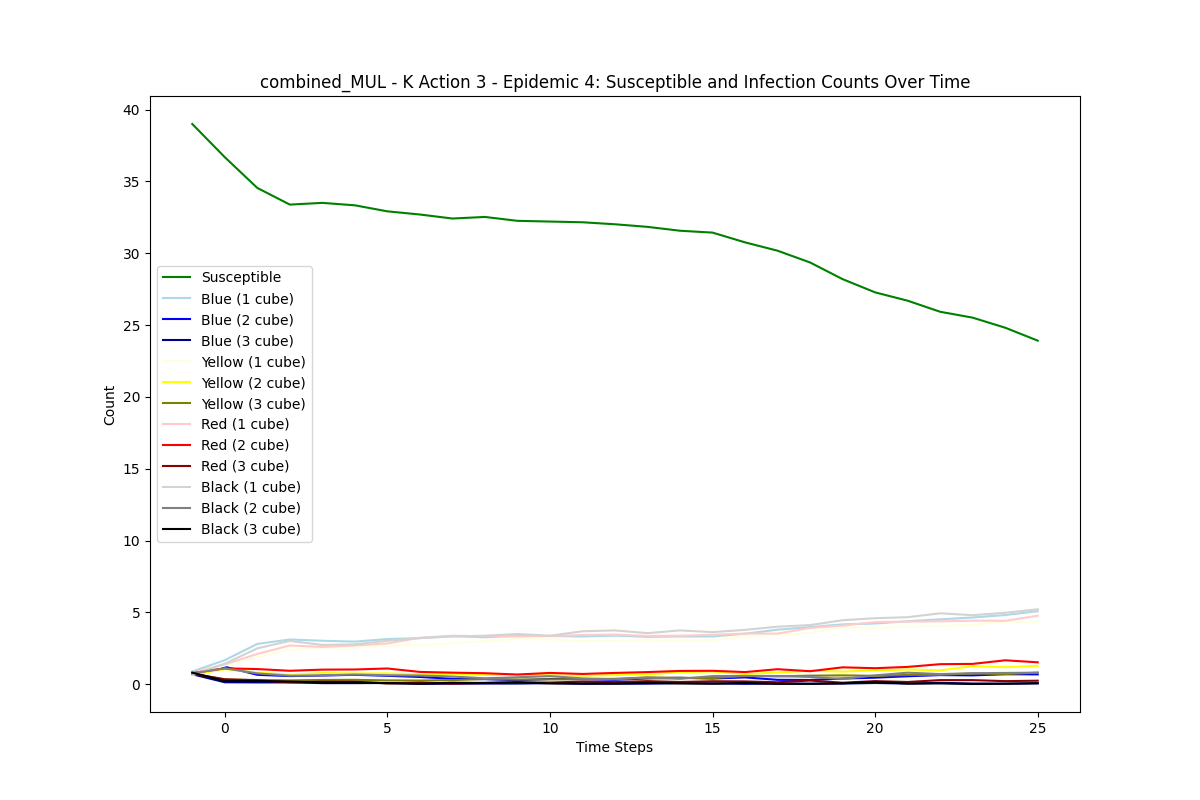 combined_MUL - K Action 3 - Epidemic 4: Susceptible and Infection Counts Over Time
40
35
30
25
20
15
10
5
0
Count
Susceptible
Blue (1 cube)
Blue (2 cube)
Blue (3 cube)
Yellow (1 cube)
Yellow (2 cube)
Yellow (3 cube)
Red (1 cube)
Red (2 cube)
Red (3 cube)
Black (1 cube)
Black (2 cube)
Black (3 cube)
0 5 10 15 20 25
Time Steps